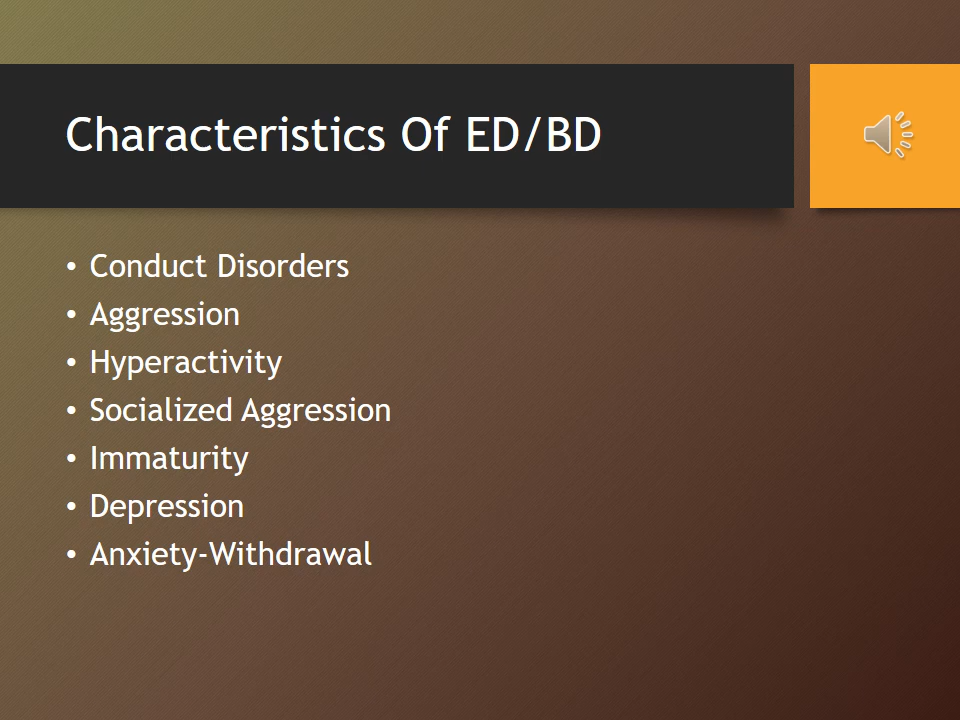 Characteristics Of ED/BD
• Conduct Disorders
• Aggression
• Hyperactivity
• Socialized Aggression
• Immaturity
• Depression
• Anxiety-Withdrawal